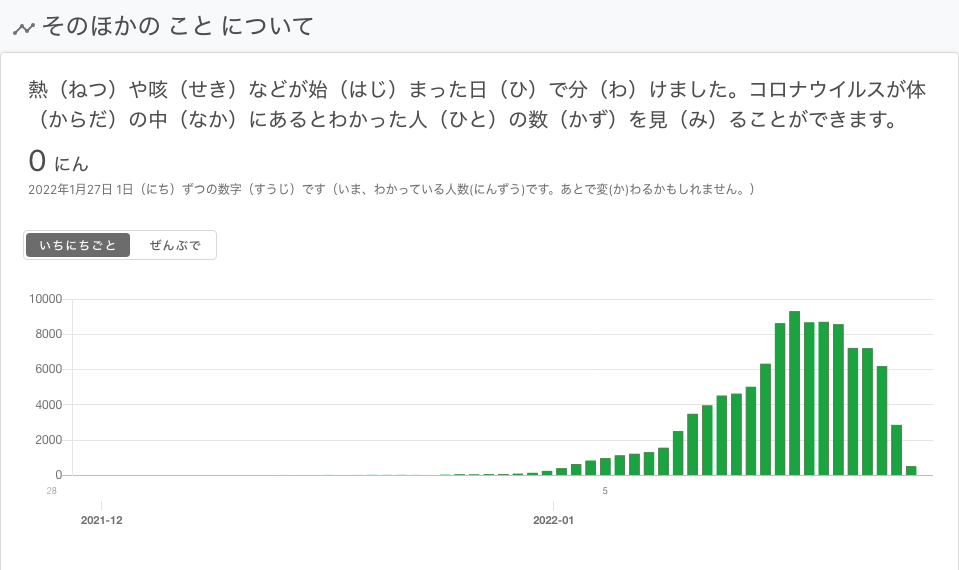 そのほかの こと について
熱（ねつ）や咳（せき）などが始（はじ）まった日（ひ）で分（わ）けました。コロナウイルスが体
（からだ）の中（なか）にあるとわかった人（ひと）の数（かず）を見（み）ることができます。
0 にん
2022年1月27日 1日（にち）ずつの数字（すうじ）です（いま、わかっている人数(にんずう)です。あとで変(か)わるかもしれません。）
いちにちごと ぜんぶで
10000
8000
6000
4000
2000
0
28 5
2021-12 2022-01